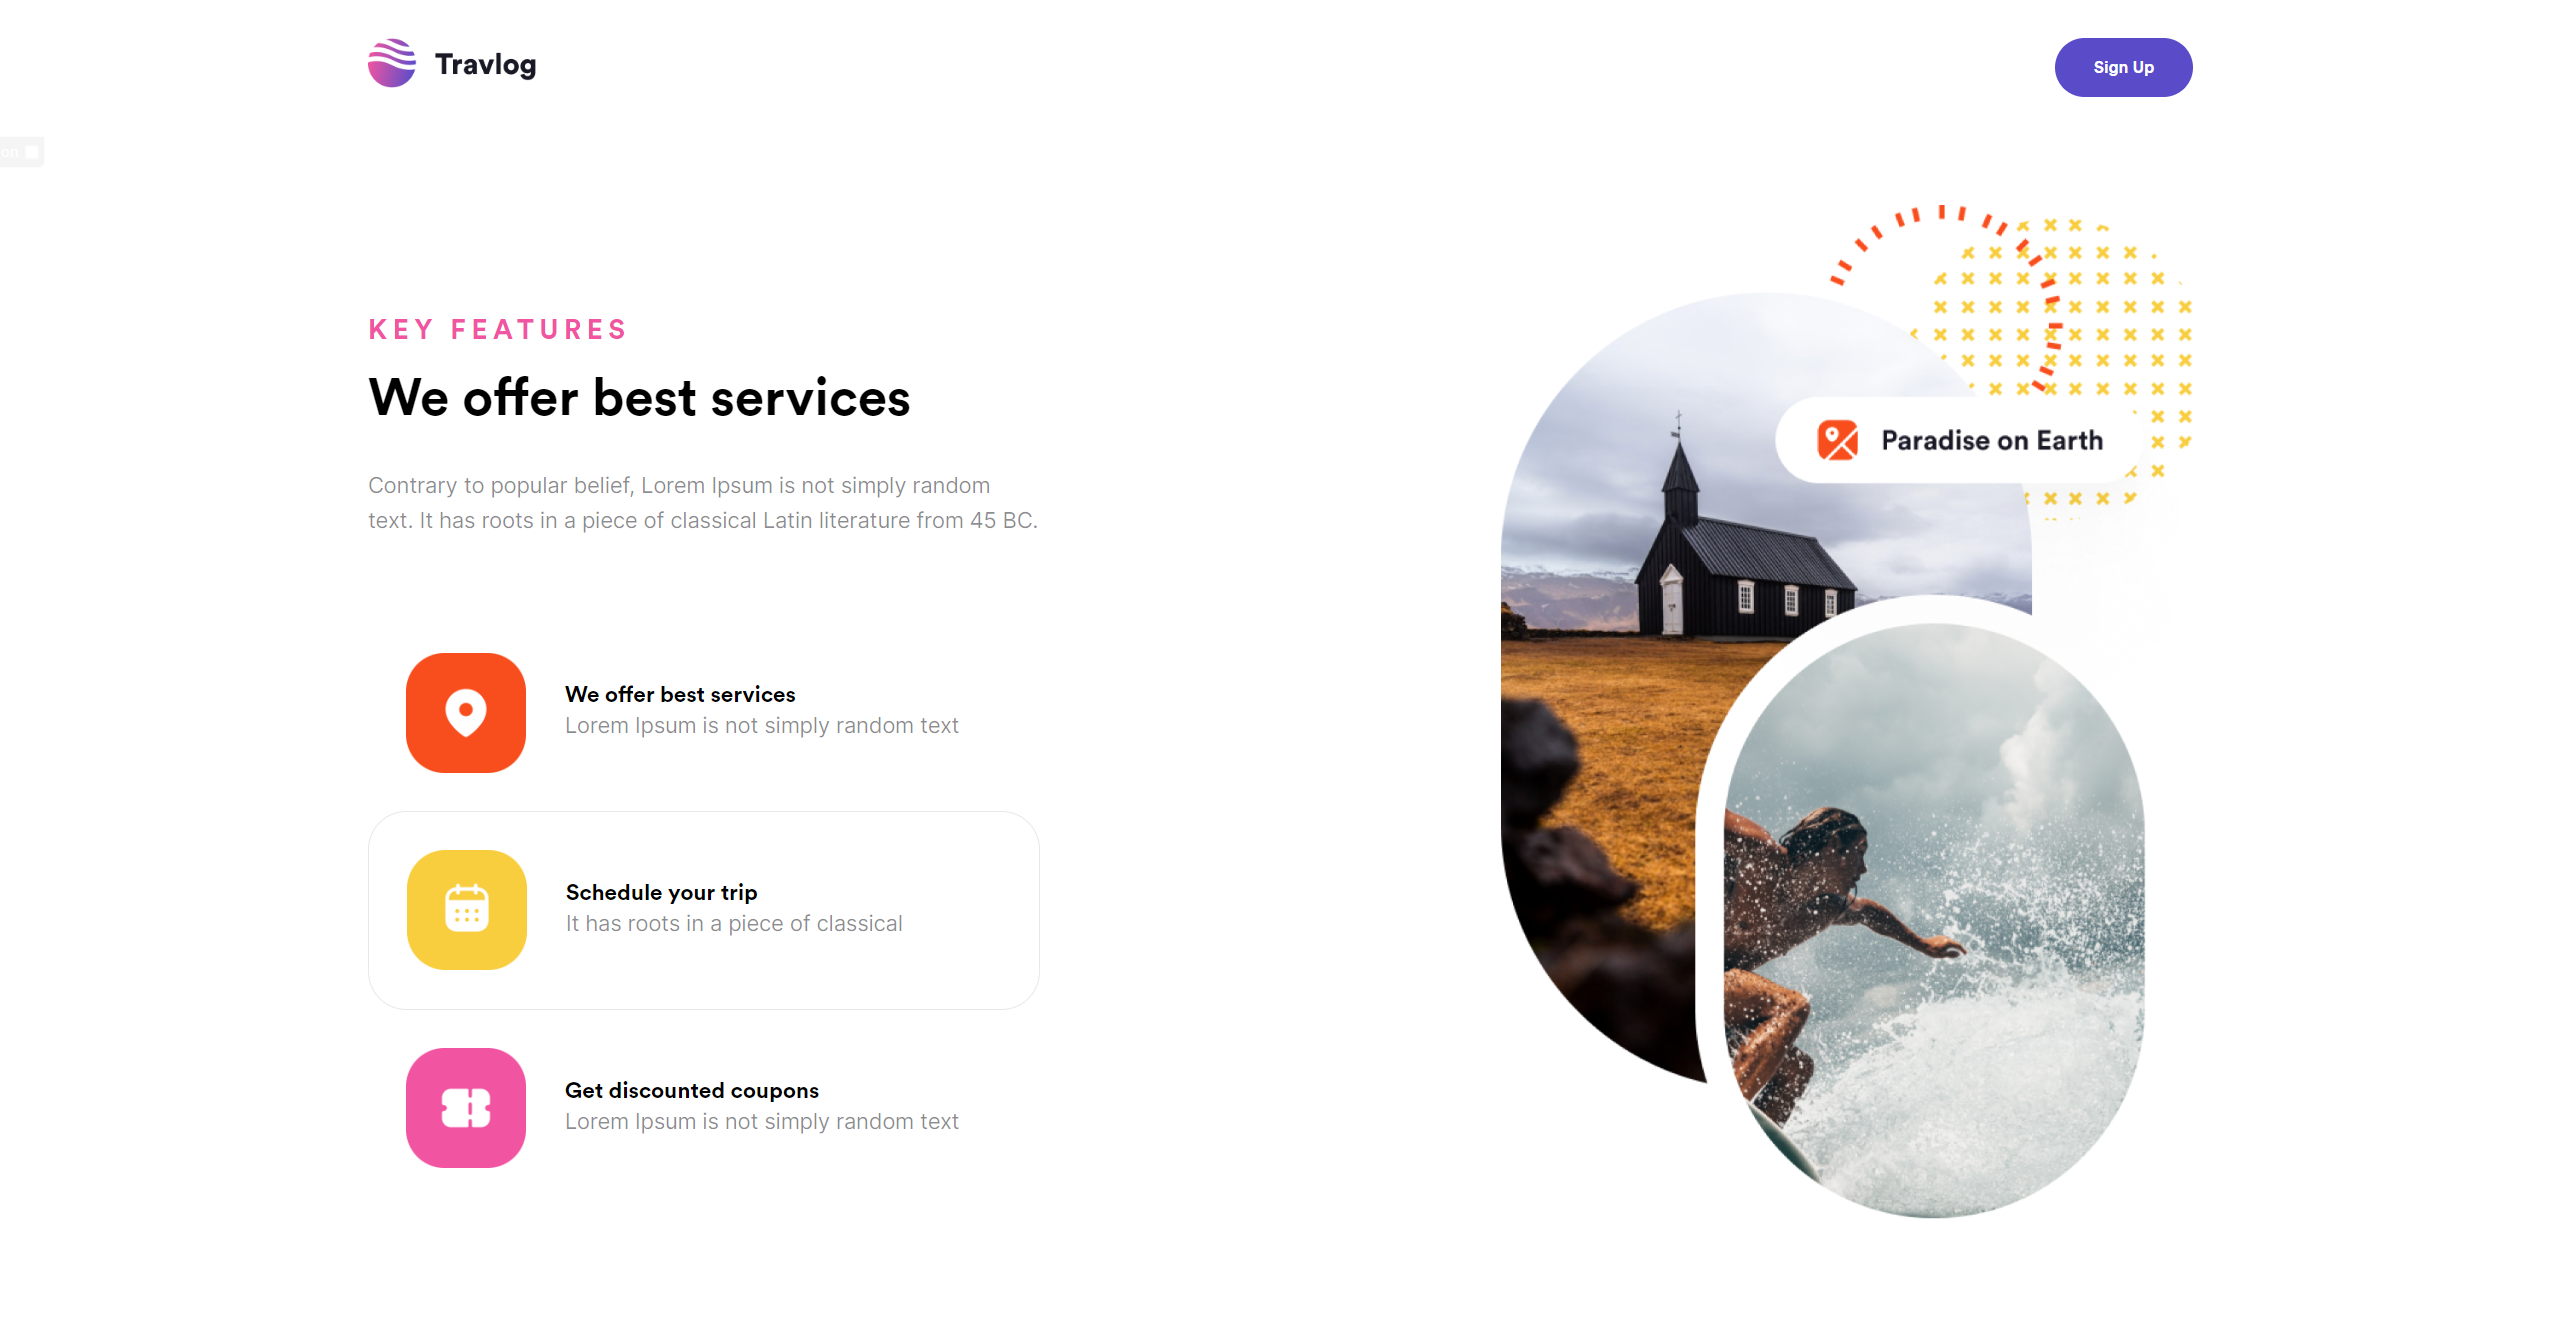 Travlog
Sign Up
on
KEY FEATURES
We offer best services
Contrary to popular belief, Lorem Ipsum is not simply random
text. It has roots in a piece of classical Latin literature from 45 BC.
We offer best services
Lorem Ipsum is not simply random text
Schedule your trip
It has roots in a piece of classical
Get discounted coupons
Lorem Ipsum is not simply random text
Paradise on Earth